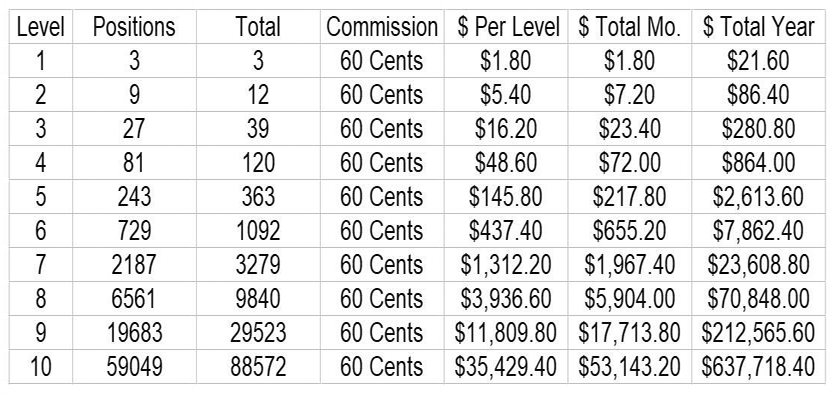 Level Positions Total Commission $ Per Level $ Total Mo. $ Total Year
1 3 3 60 Cents $1.80 $1.80 $21.60
2 9 12 60 Cents $5.40 $7.20 $86.40
3 27 39 60 Cents $16.20 $23.40 $280.80
4 81 120 60 Cents $48.60 $72.00 $864.00
5 243 363 60 Cents $145.80 $217.80 $2,613.60
6 729 1092 60 Cents $437.40 $655.20 $7,862.40
7 2187 3279 60 Cents $1,312.20 $1,967.40 $23,608.80
8 6561 9840 60 Cents $3,936.60 $5,904.00 $70,848.00
9 19683 29523 60 Cents $11,809.80 $17,713.80 $212,565.60
10 59049 88572 60 Cents $35,429.40 $53,143.20 $637,718.40